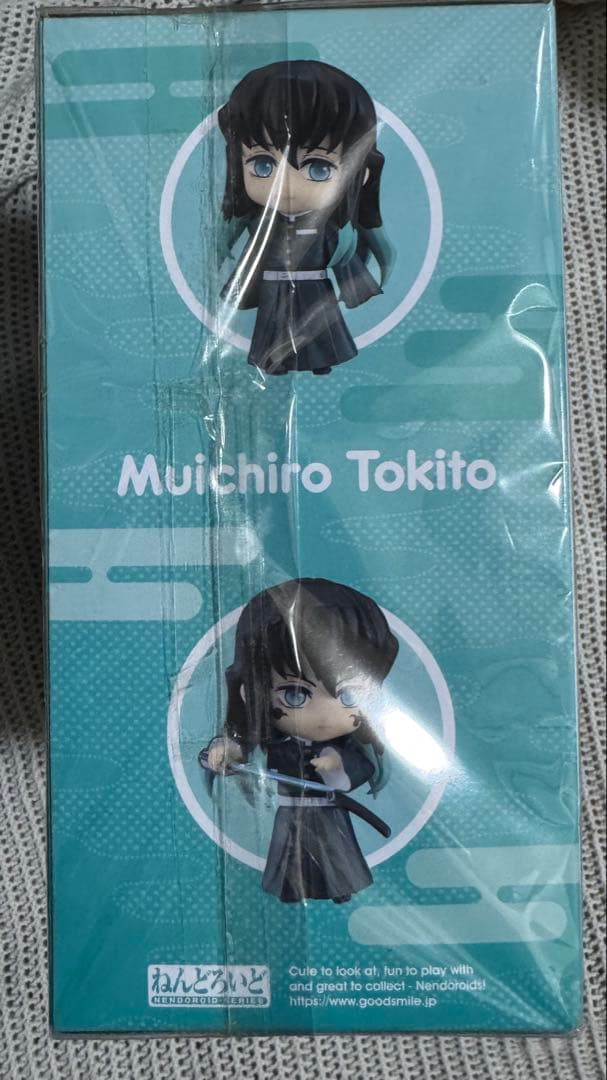 Muichiro Tokito
ねんどろいど
NENDOROID-SERIES
Cute to look at, fun to play with
and great to collect - Nendoroids!
https://www.goodsmile.jp